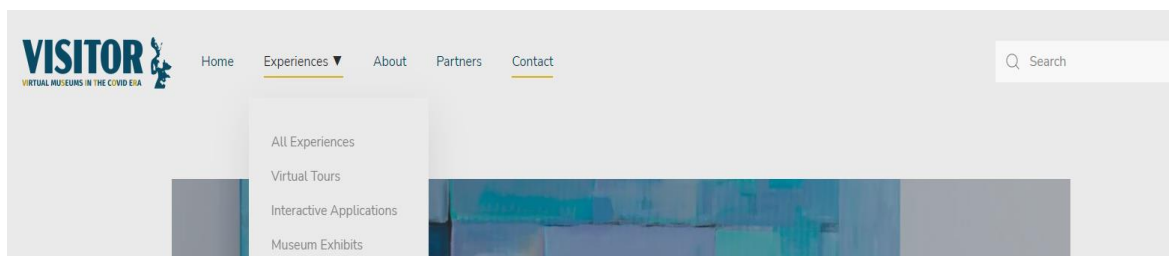 VISITOR
VIRTUAL MUSEUMS IN THE COVID ERA
Home Experiences ▼ About Partners Contact
Search
All Experiences
Virtual Tours
Interactive Applications
Museum Exhibits